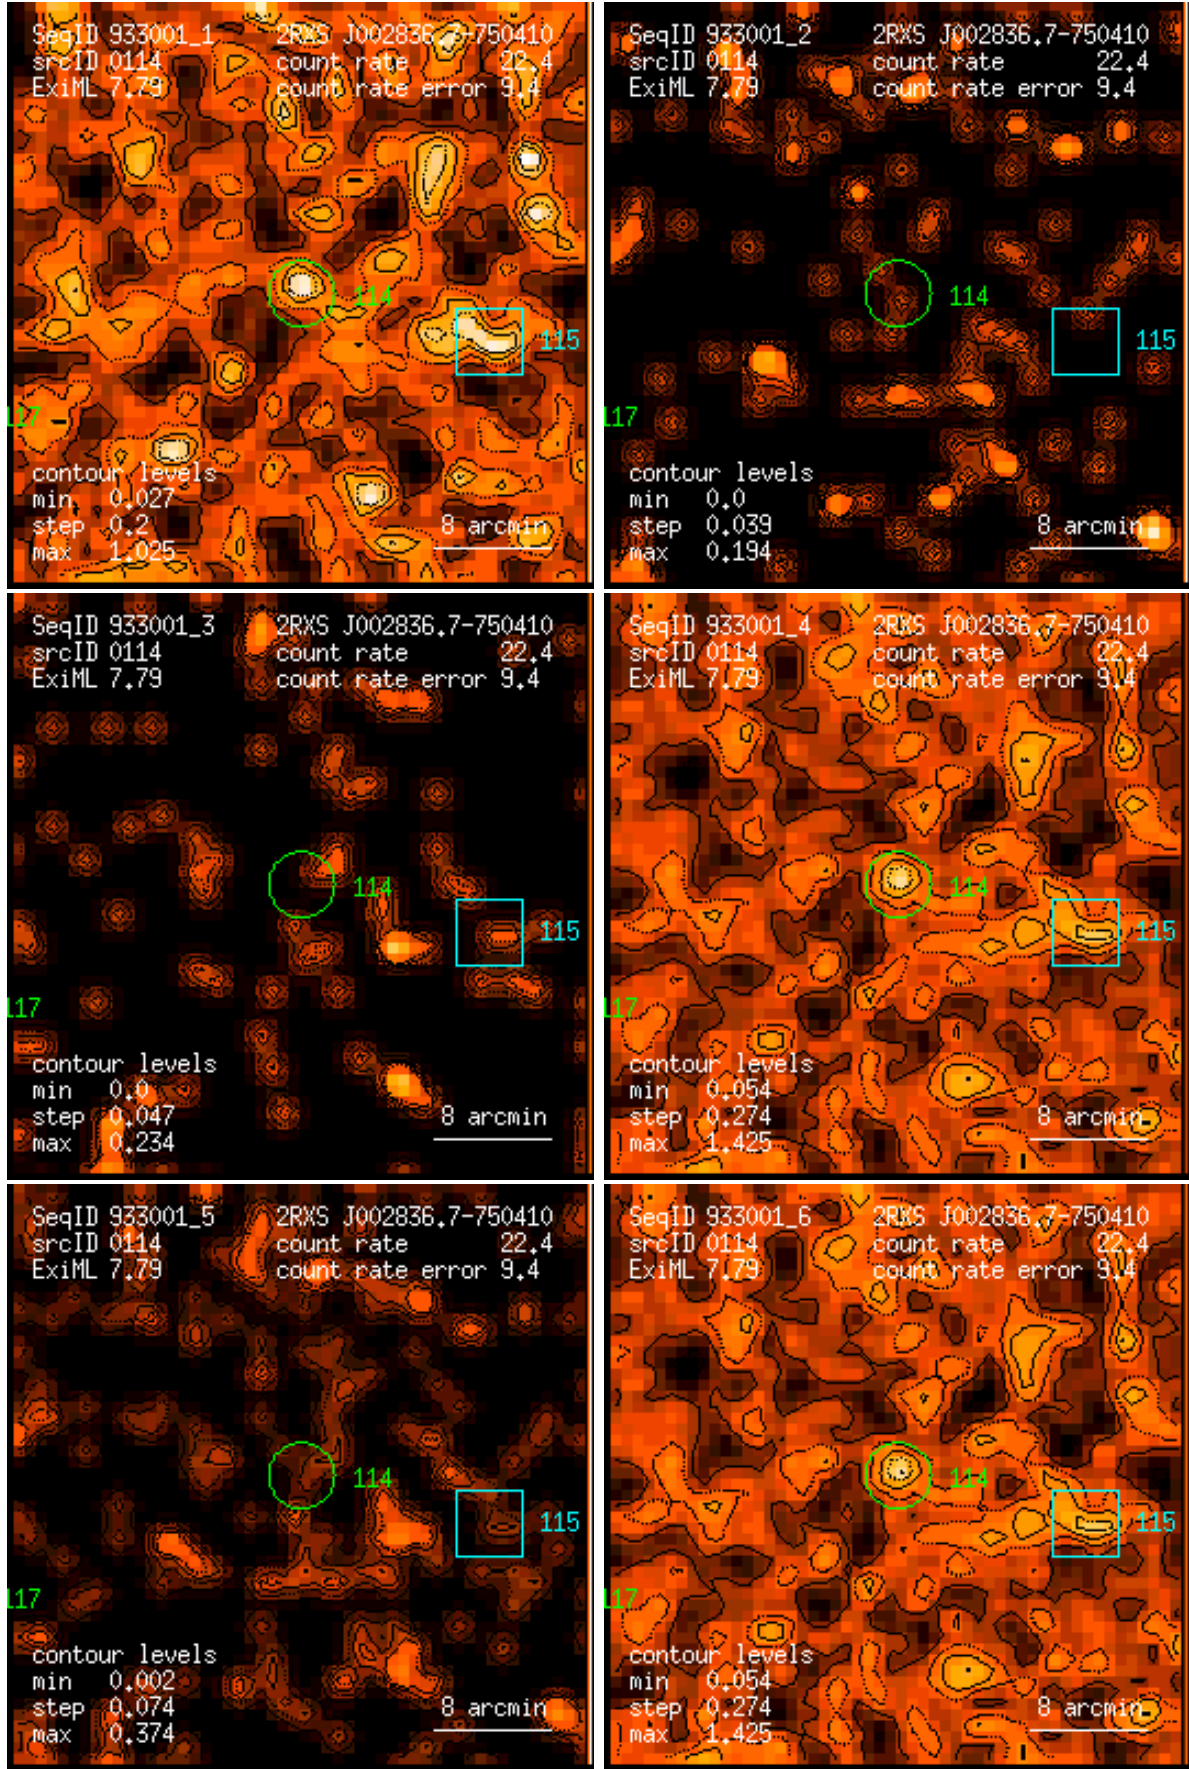 SeqID 933001_1 2RXS J002836.7-750410
srcID 0114 count rate 22.4
ExiML 7.79 count rate error 9.4
114
115
117
contour levels
min 0.027
step 0.2
max 1.025
8 arcmin
SeqID 933001_2 2RXS J002836.7-750410
srcID 0114 count rate 22.4
ExiML 7.79 count rate error 9.4
114
115
117
contour levels
min 0.0
step 0.039
max 0.194
8 arcmin
SeqID 933001_3 2RXS J002836.7-750410
srcID 0114 count rate 22.4
ExiML 7.79 count rate error 9.4
114
115
117
contour levels
min 0.0
step 0.047
max 0.234
8 arcmin
SeqID 933001_4 2RXS J002836.7-750410
srcID 0114 count rate 22.4
ExiML 7.79 count rate error 9.4
114
115
117
contour levels
min 0.054
step 0.274
max 1.425
8 arcmin
SeqID 933001_5 2RXS J002836.7-750410
srcID 0114 count rate 22.4
ExiML 7.79 count rate error 9.4
114
115
117
contour levels
min 0.002
step 0.074
max 0.374
8 arcmin
SeqID 933001_6 2RXS J002836.7-750410
srcID 0114 count rate 22.4
ExiML 7.79 count rate error 9.4
114
115
117
contour levels
min 0.054
step 0.274
max 1.425
8 arcmin